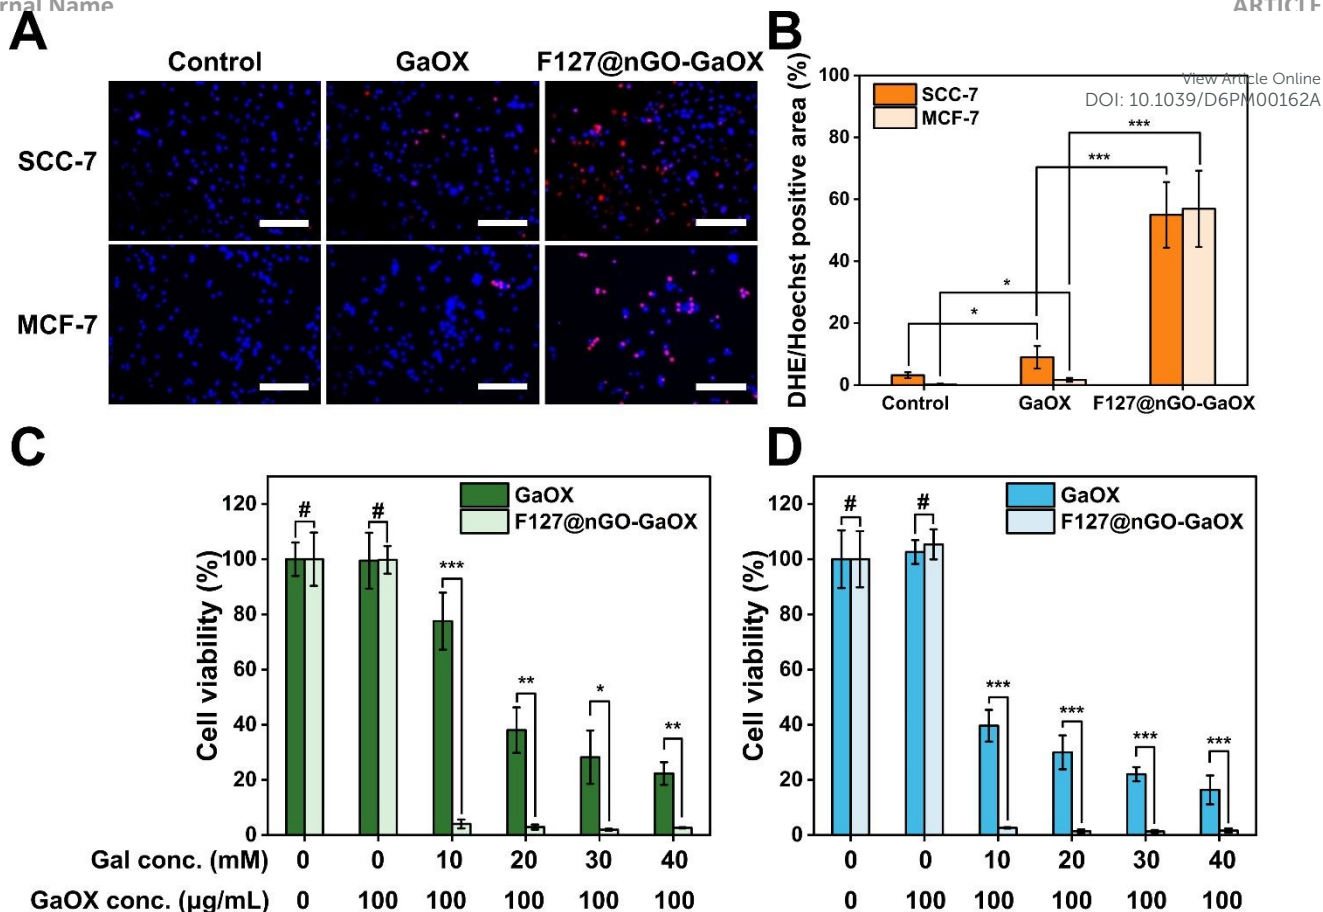 rnal Name
ARTICLE
A
Control
GaOX
F127@nGO-GaOX
SCC-7
MCF-7
B
View Article Online
DOI: 10.1039/D6PM00162A
DHE/Hoechst positive area (%)
100
80
60
40
20
0
SCC-7
MCF-7
*
*
***
***
Control
GaOX
F127@nGO-GaOX
C
Cell viability (%)
120
100
80
60
40
20
0
GaOX
F127@nGO-GaOX
#
#
***
**
*
**
Gal conc. (mM)
0
0
10
20
30
40
GaOX conc. (µg/mL)
0
100
100
100
100
100
D
Cell viability (%)
120
100
80
60
40
20
0
GaOX
F127@nGO-GaOX
#
#
***
***
***
***
0
0
10
20
30
40
0
100
100
100
100
100